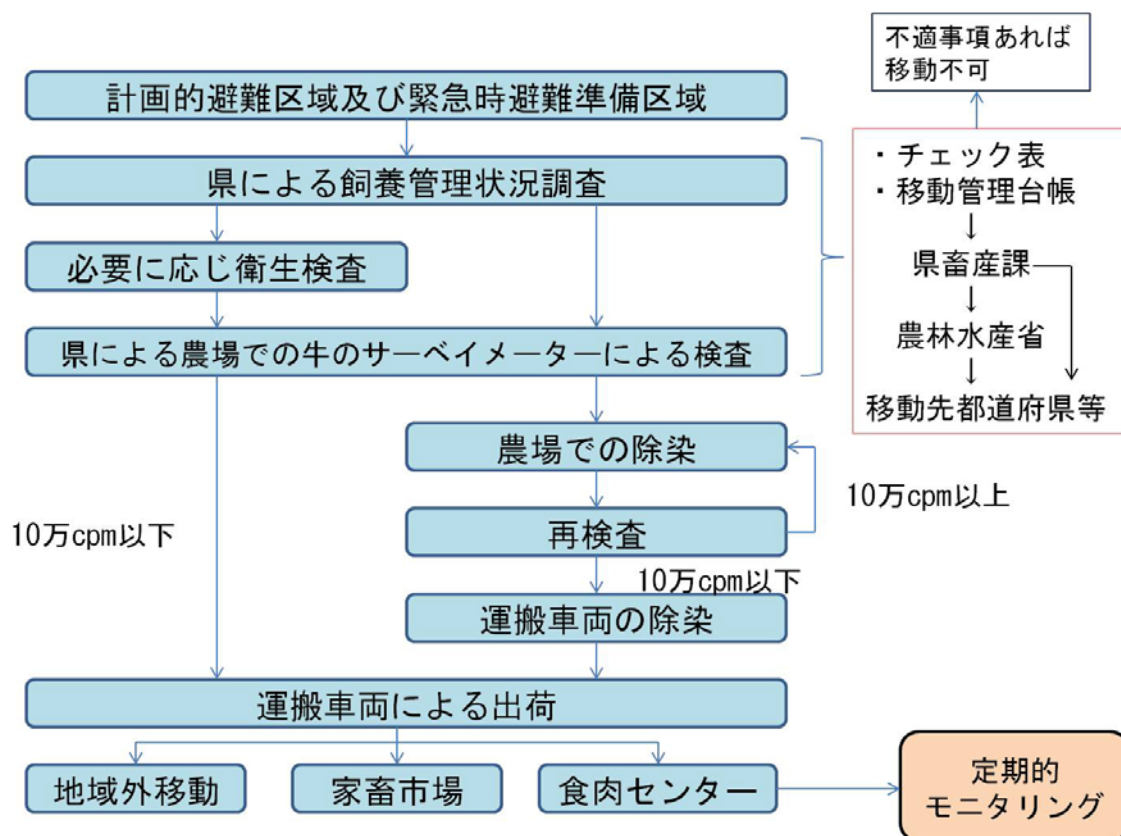 不適事項あれば
移動不可
計画的避難区域及び緊急時避難準備区域
県による飼養管理状況調査
必要に応じ衛生検査
県による農場での牛のサーベイメーターによる検査
・チェック表
・移動管理台帳
↓
県畜産課
↓
農林水産省
↓
移動先都道府県等
農場での除染
10万cpm以上
10万cpm以下
再検査
10万cpm以下
運搬車両の除染
運搬車両による出荷
地域外移動
家畜市場
食肉センター
定期的
モニタリング